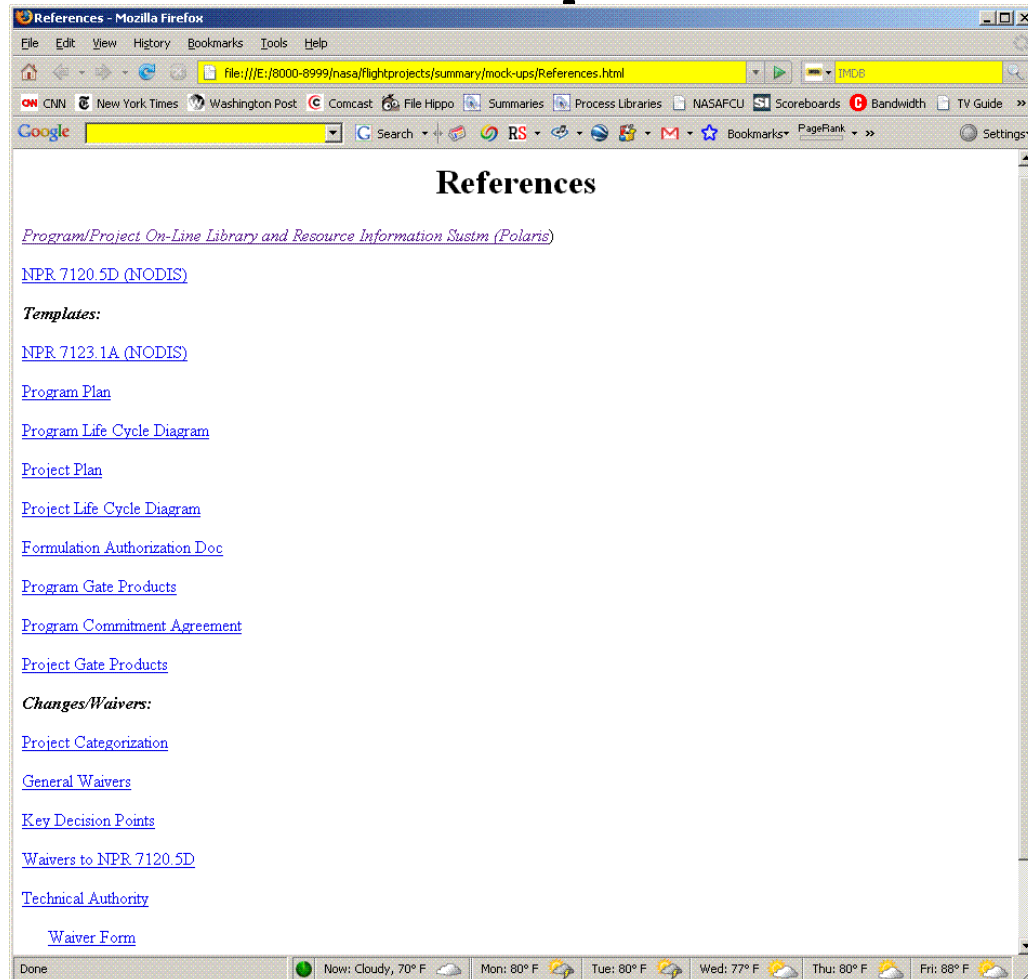 References - Mozilla Firefox
File Edit View History Bookmarks Tools Help
file:///E:/8000-8999/nasa/flightprojects/summary/mock-ups/References.html IMDB
CNN New York Times Washington Post Comcast File Hippo Summaries Process Libraries NASAFCU Scoreboards Bandwidth TV Guide »
Google Search RS Bookmarks PageRank » Settings
References
Program/Project On-Line Library and Resource Information Sustm (Polaris)
NPR 7120.5D (NODIS)
Templates:
NPR 7123.1A (NODIS)
Program Plan
Program Life Cycle Diagram
Project Plan
Project Life Cycle Diagram
Formulation Authorization Doc
Program Gate Products
Program Commitment Agreement
Project Gate Products
Changes/Waivers:
Project Categorization
General Waivers
Key Decision Points
Waivers to NPR 7120.5D
Technical Authority
Waiver Form
Done Now: Cloudy, 70° F Mon: 80° F Tue: 80° F Wed: 77° F Thu: 80° F Fri: 88° F